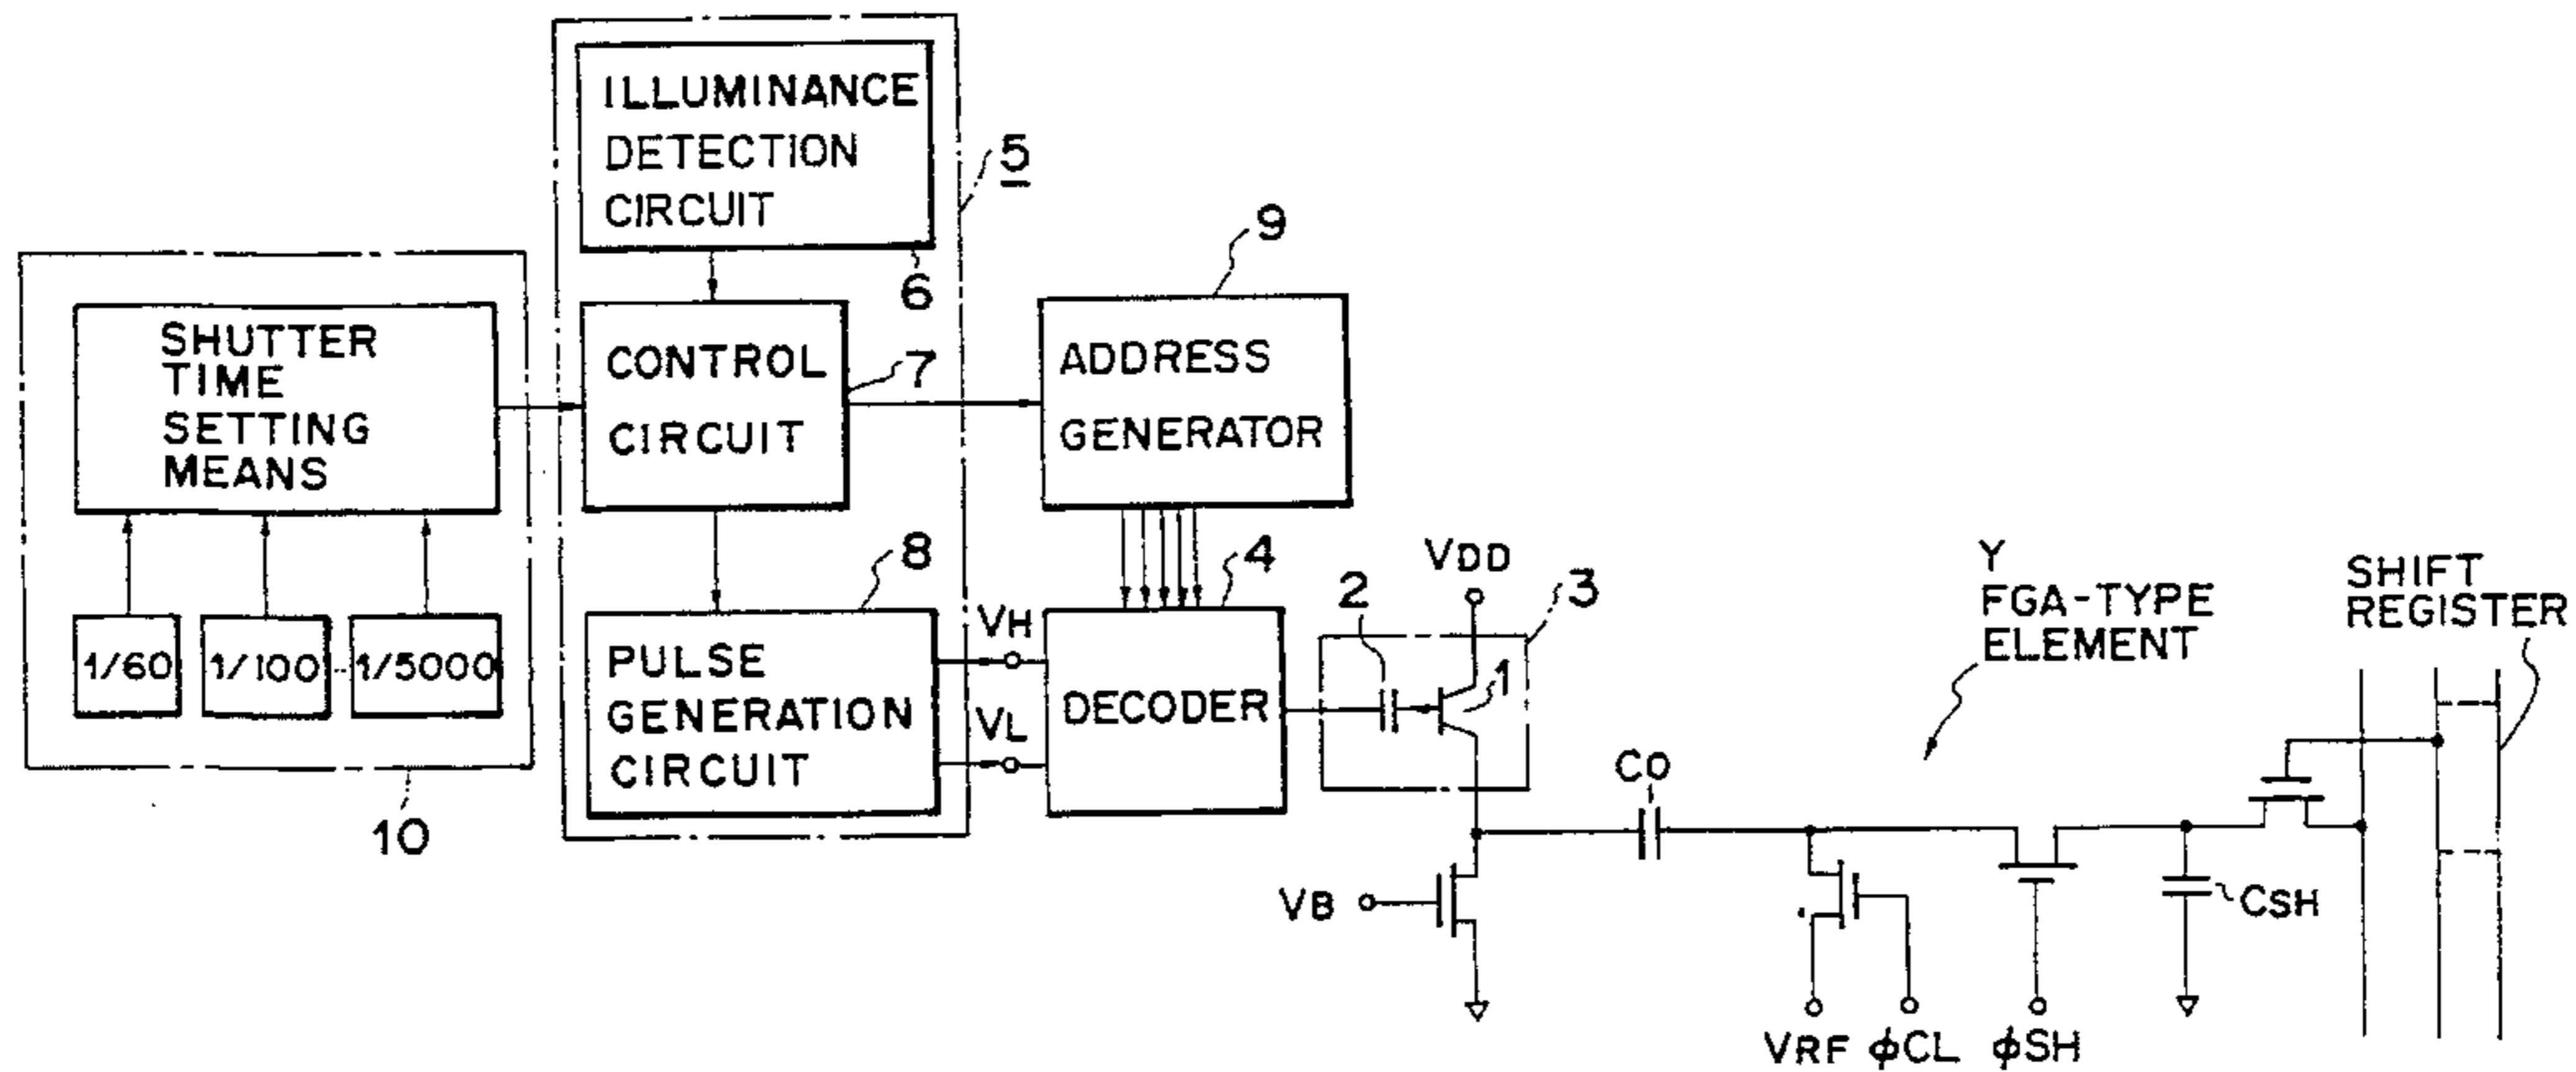 ILLUMINANCE
DETECTION
CIRCUIT
5
6
9
SHUTTER
TIME
SETTING
MEANS
CONTROL
CIRCUIT
7
ADDRESS
GENERATOR
1/60
1/100
1/5000
10
8
PULSE
GENERATION
CIRCUIT
VH
VL
4
DECODER
2
VDD
3
1
Y
FGA-TYPE
ELEMENT
SHIFT
REGISTER
CO
VB
CSH
VRF
ϕCL
ϕSH